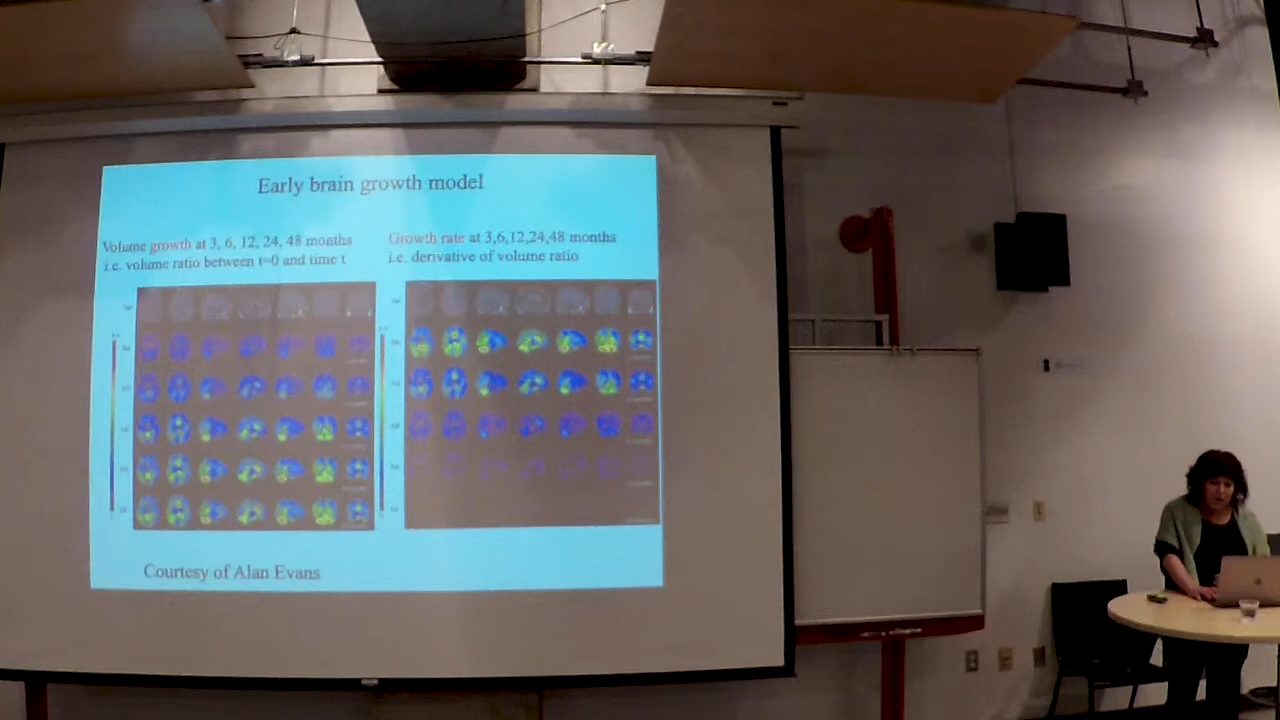 Early brain growth model
Volume growth at 3, 6, 12, 24, 48 months
i.e. volume ratio between t=0 and time t
Growth rate at 3,6,12,24,48 months
i.e. derivative of volume ratio
Courtesy of Alan Evans